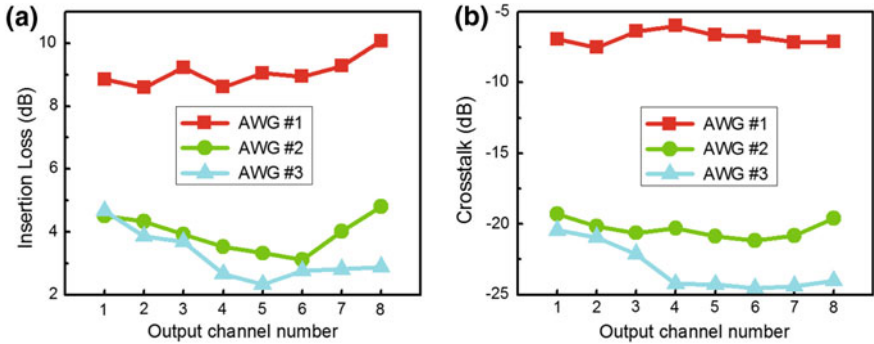 (a)
10
8
6
4
2
Insertion Loss (dB)
AWG #1
AWG #2
AWG #3
1 2 3 4 5 6 7 8
Output channel number
(b)
-5
-10
-15
-20
-25
Crosstalk (dB)
AWG #1
AWG #2
AWG #3
1 2 3 4 5 6 7 8
Output channel number